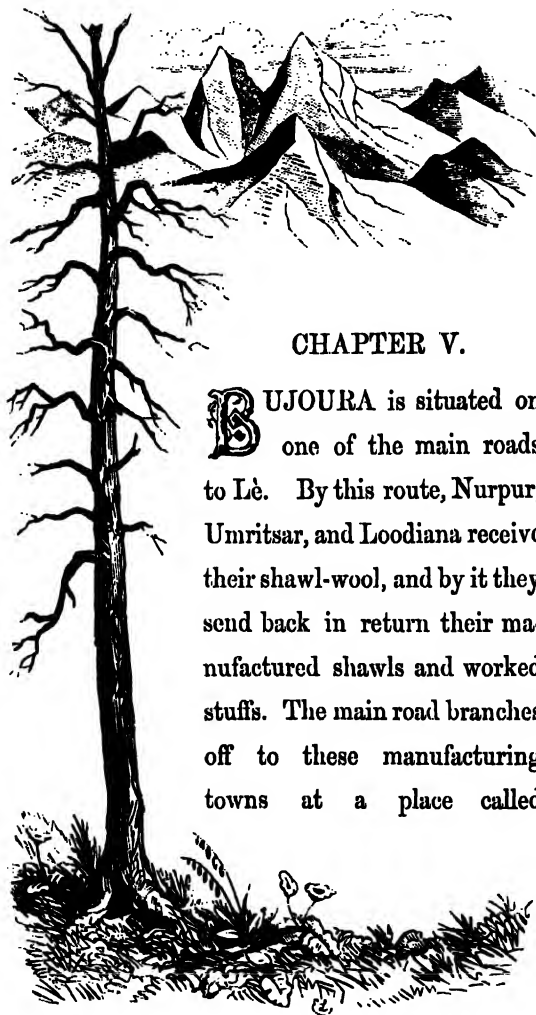 CHAPTER V.
BUJOURA is situated on
one of the main roads
to Lè. By this route, Nurpur,
Umritsar, and Loodiana receive
their shawl-wool, and by it they
send back in return their ma-
nufactured shawls and worked
stuffs. The main road branches
off to these manufacturing
towns at a place called